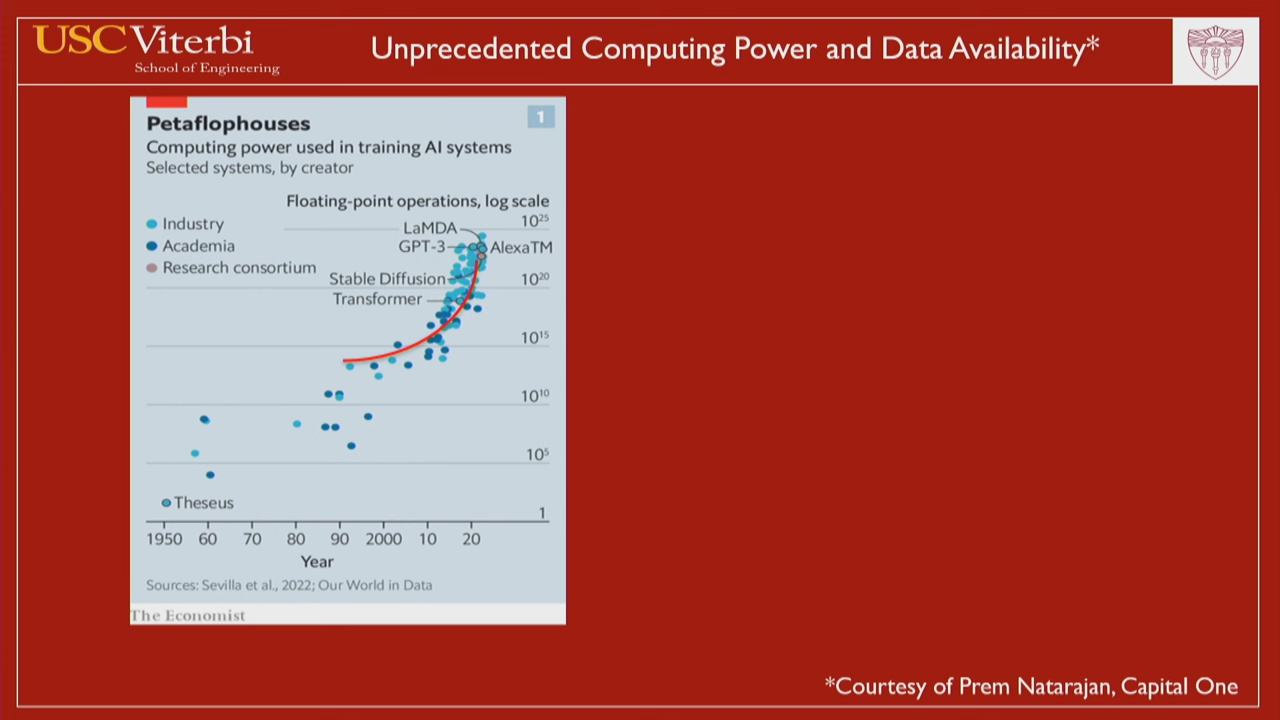 USC Viterbi
School of Engineering
Unprecedented Computing Power and Data Availability*
Petaflophouses
1
Computing power used in training AI systems
Selected systems, by creator
Floating-point operations, log scale
Industry
Academia
Research consortium
LaMDA
GPT-3
AlexaTM
Stable Diffusion
Transformer
10²⁵
10²⁰
10¹⁵
10¹⁰
10⁵
1
Theseus
1950 60 70 80 90 2000 10 20
Year
Sources: Sevilla et al., 2022; Our World in Data
The Economist
*Courtesy of Prem Natarajan, Capital One